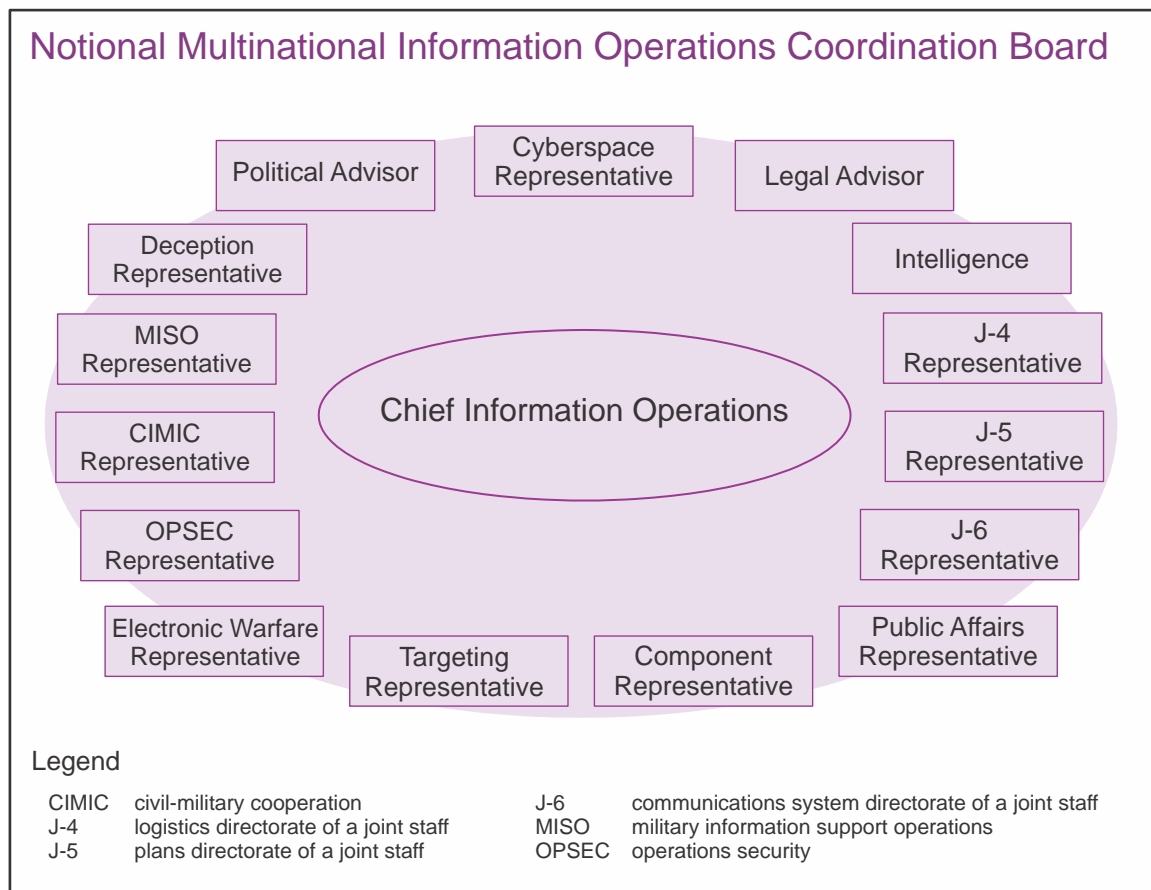 Notional Multinational Information Operations Coordination Board
Political Advisor
Cyberspace
Representative
Legal Advisor
Deception
Representative
Intelligence
MISO
Representative
J-4
Representative
Chief Information Operations
CIMIC
Representative
J-5
Representative
OPSEC
Representative
J-6
Representative
Electronic Warfare
Representative
Targeting
Representative
Component
Representative
Public Affairs
Representative
Legend
CIMIC civil-military cooperation
J-4 logistics directorate of a joint staff
J-5 plans directorate of a joint staff
J-6 communications system directorate of a joint staff
MISO military information support operations
OPSEC operations security